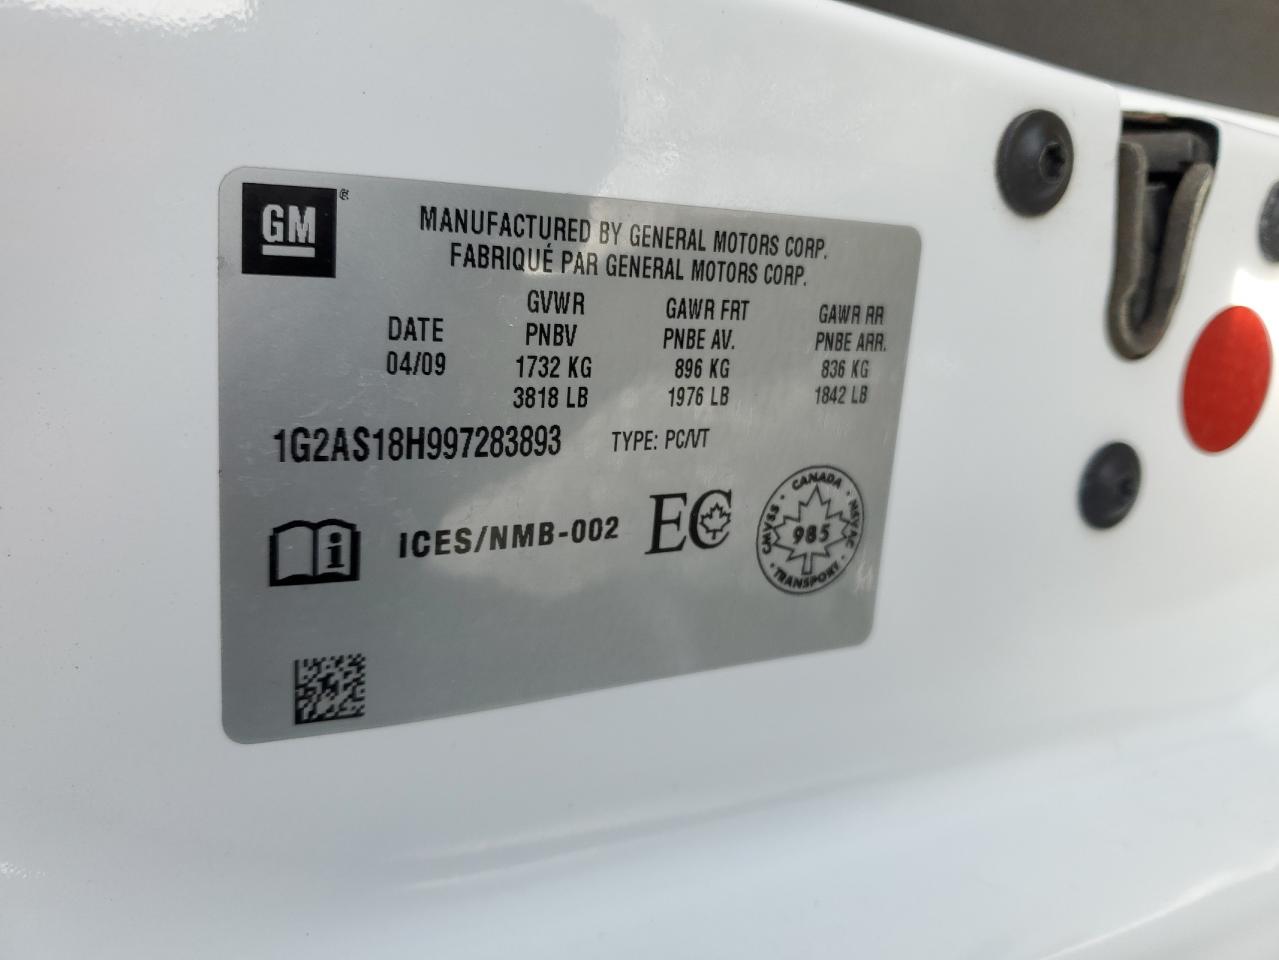 GM ®
MANUFACTURED BY GENERAL MOTORS CORP.
FABRIQUÉ PAR GENERAL MOTORS CORP.
DATE GVWR PNBV GAWR FRT PNBE AV. GAWR RR PNBE ARR.
04/09 1732 KG 896 KG 836 KG
3818 LB 1976 LB 1842 LB
1G2AS18H997283893 TYPE: PC/VT
i ICES/NMB-002 EC
CANADA · NSVAC · TRANSPORT · CMVSS ·
985